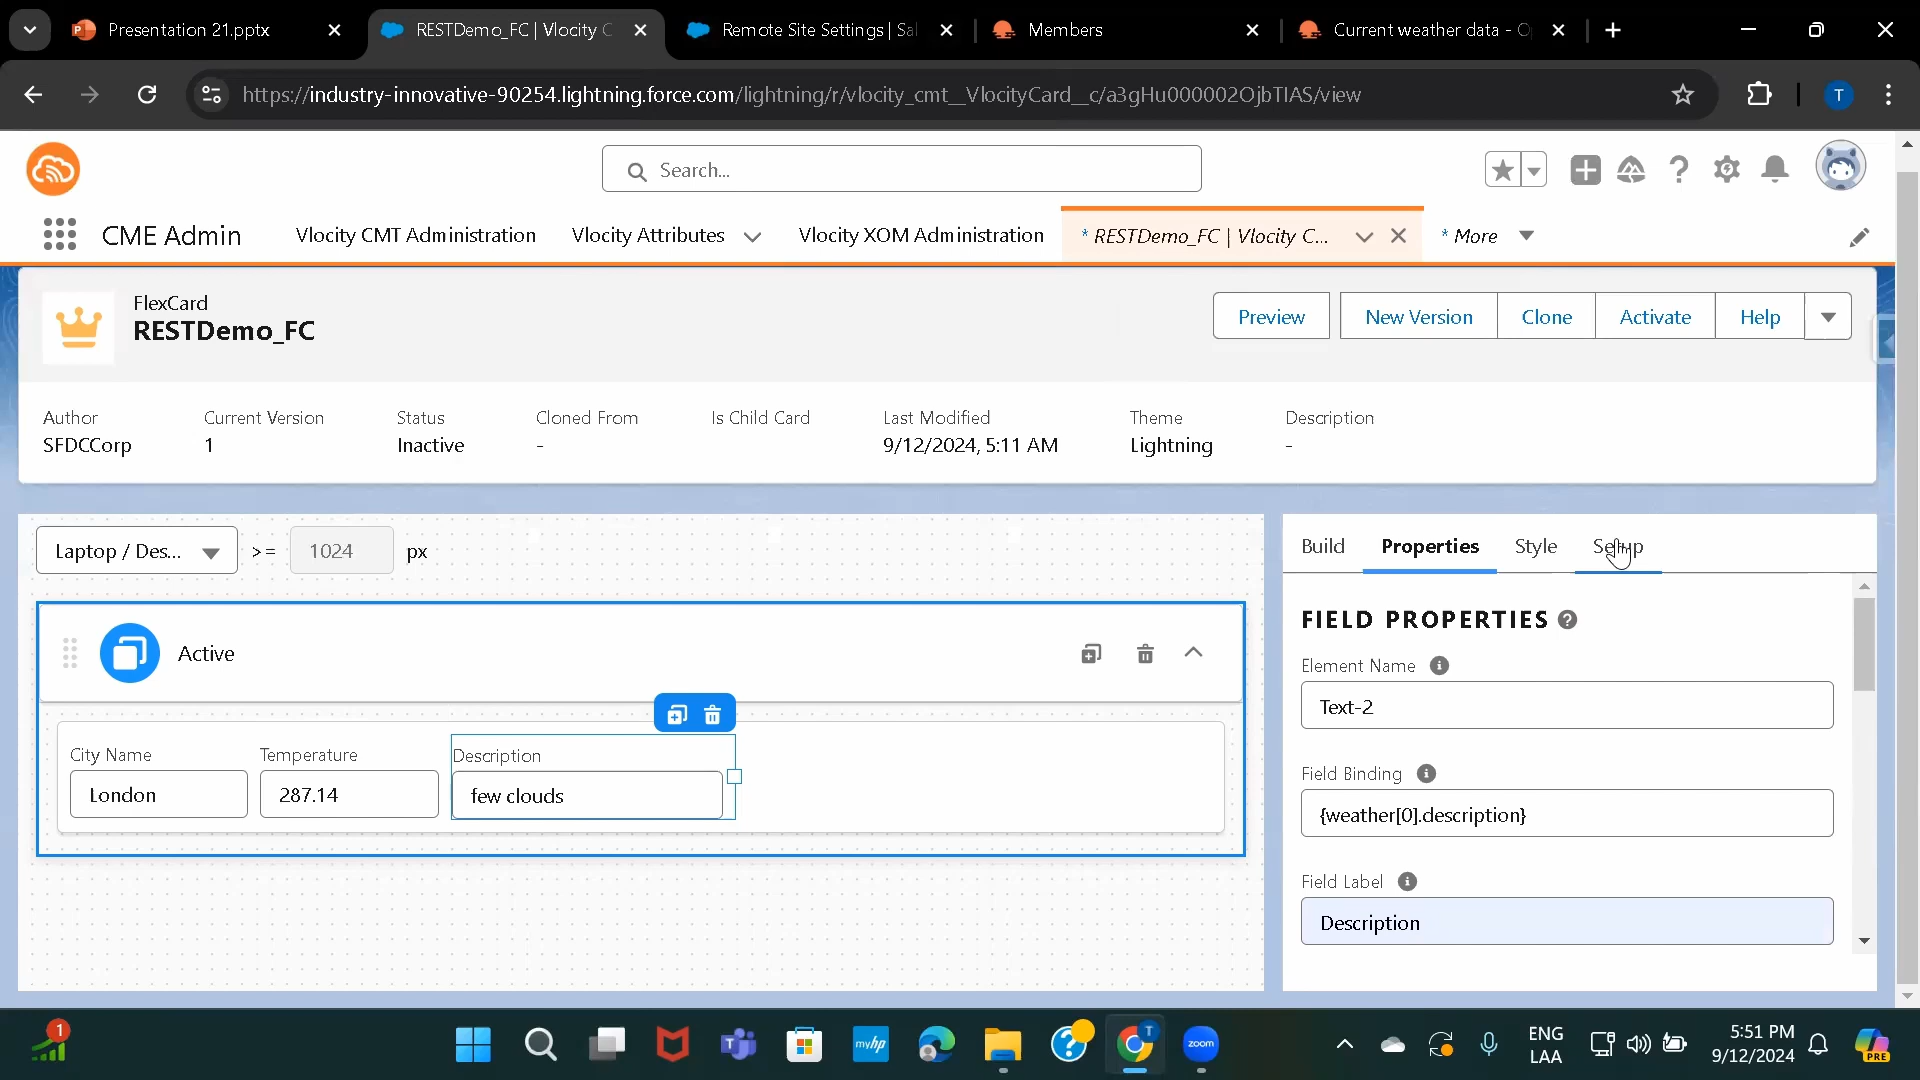 Presentation 21.pptx
RESTDemo_FC | Vlocity C
Remote Site Settings | Sal
Members
Current weather data - O
https://industry-innovative-90254.lightning.force.com/lightning/r/vlocity_cmt__VlocityCard__c/a3gHu000002OjbTIAS/view
T
Search...
CME Admin
Vlocity CMT Administration
Vlocity Attributes
Vlocity XOM Administration
* RESTDemo_FC | Vlocity C...
* More
FlexCard
RESTDemo_FC
Preview
New Version
Clone
Activate
Help
Author
Current Version
Status
Cloned From
Is Child Card
Last Modified
Theme
Description
SFDCCorp
1
Inactive
-
9/12/2024, 5:11 AM
Lightning
-
Laptop / Des...
>=
1024
px
Build
Properties
Style
Setup
Active
FIELD PROPERTIES
Element Name
Text-2
City Name
Temperature
Description
London
287.14
few clouds
Field Binding
{weather[0].description}
Field Label
Description
1
myhp
T
zoom
ENG
LAA
5:51 PM
9/12/2024
PRE